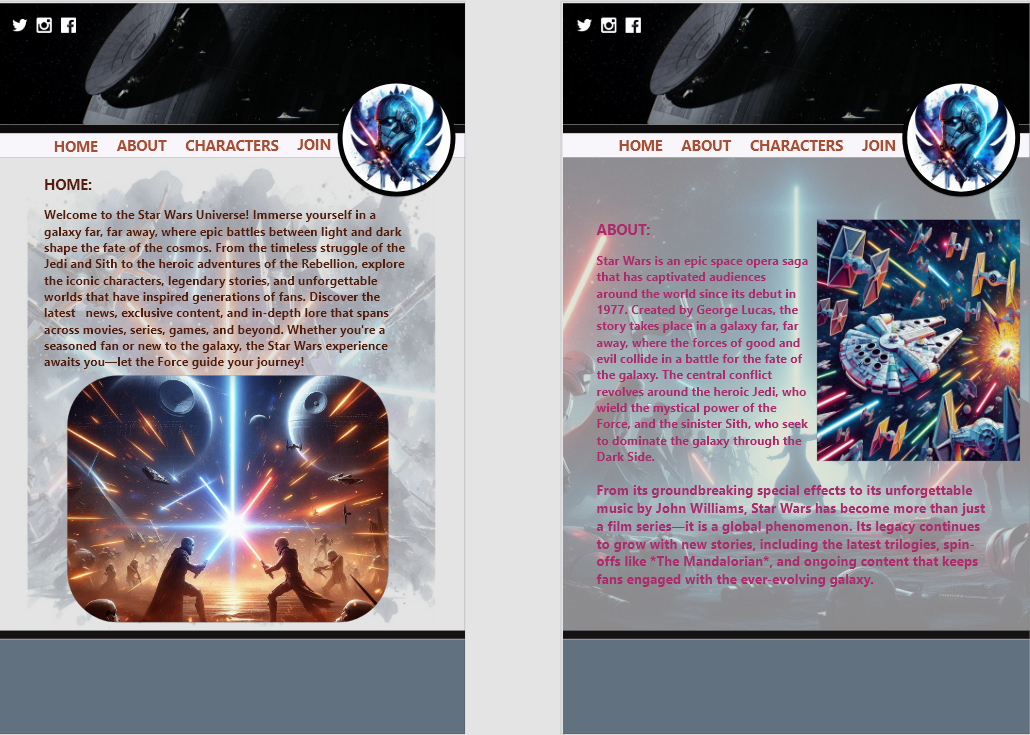 HOME ABOUT CHARACTERS JOIN
HOME:
Welcome to the Star Wars Universe! Immerse yourself in a
galaxy far, far away, where epic battles between light and dark
shape the fate of the cosmos. From the timeless struggle of the
Jedi and Sith to the heroic adventures of the Rebellion, explore
the iconic characters, legendary stories, and unforgettable
worlds that have inspired generations of fans. Discover the
latest   news, exclusive content, and in-depth lore that spans
across movies, series, games, and beyond. Whether you're a
seasoned fan or new to the galaxy, the Star Wars experience
awaits you—let the Force guide your journey!
HOME ABOUT CHARACTERS JOIN
ABOUT:
Star Wars is an epic space opera saga
that has captivated audiences
around the world since its debut in
1977. Created by George Lucas, the
story takes place in a galaxy far, far
away, where the forces of good and
evil collide in a battle for the fate of
the galaxy. The central conflict
revolves around the heroic Jedi, who
wield the mystical power of the
Force, and the sinister Sith, who seek
to dominate the galaxy through the
Dark Side.
From its groundbreaking special effects to its unforgettable
music by John Williams, Star Wars has become more than just
a film series—it is a global phenomenon. Its legacy continues
to grow with new stories, including the latest trilogies, spin-
offs like *The Mandalorian*, and ongoing content that keeps
fans engaged with the ever-evolving galaxy.